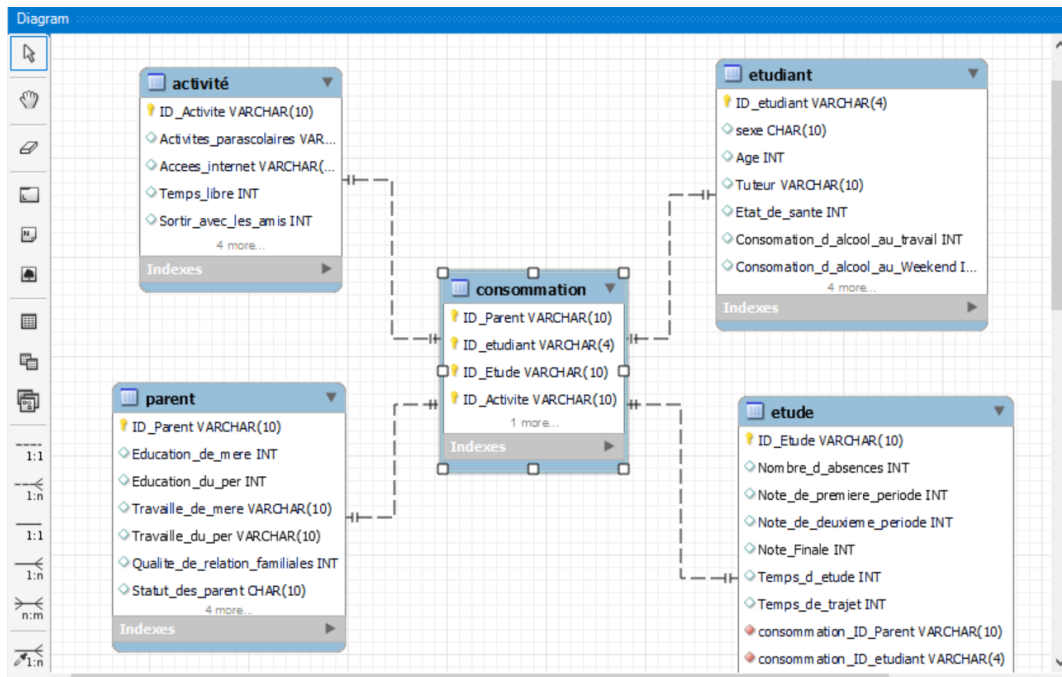 Diagram
activité
ID_Activite VARCHAR(10)
Activites_parascolaires VAR...
Accees_internet VARCHAR(...
Temps_libre INT
Sortir_avec_les_amis INT
4 more...
Indexes
etudiant
ID_etudiant VARCHAR(4)
sexe CHAR(10)
Age INT
Tuteur VARCHAR(10)
Etat_de_sante INT
Consomation_d_alcool_au_travail INT
Consomation_d_alcool_au_Weekend I...
4 more...
Indexes
consommation
ID_Parent VARCHAR(10)
ID_etudiant VARCHAR(4)
ID_Etude VARCHAR(10)
ID_Activite VARCHAR(10)
1 more...
Indexes
parent
ID_Parent VARCHAR(10)
Education_de_mere INT
Education_du_per INT
Travaille_de_mere VARCHAR(10)
Travaille_du_per VARCHAR(10)
Qualite_de_relation_familiales INT
Statut_des_parent CHAR(10)
4 more...
Indexes
etude
ID_Etude VARCHAR(10)
Nombre_d_absences INT
Note_de_premiere_periode INT
Note_de_deuxieme_periode INT
Note_Finale INT
Temps_d_etude INT
Temps_de_trajet INT
consommation_ID_Parent VARCHAR(10)
consommation_ID_etudiant VARCHAR(4)
1:1
1:n
1:1
1:n
n:m
1:n